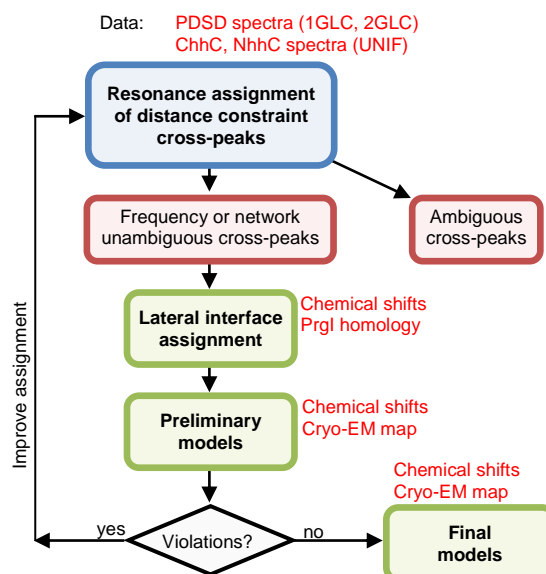 Data: PDSD spectra (1GLC, 2GLC)
ChhC, NhhC spectra (UNIF)
Resonance assignment
of distance constraint
cross-peaks
Frequency or network
unambiguous cross-peaks
Ambiguous
cross-peaks
Lateral interface
assignment
Chemical shifts
PrgI homology
Preliminary
models
Chemical shifts
Cryo-EM map
Improve assignment
Chemical shifts
Cryo-EM map
yes
Violations?
no
Final
models